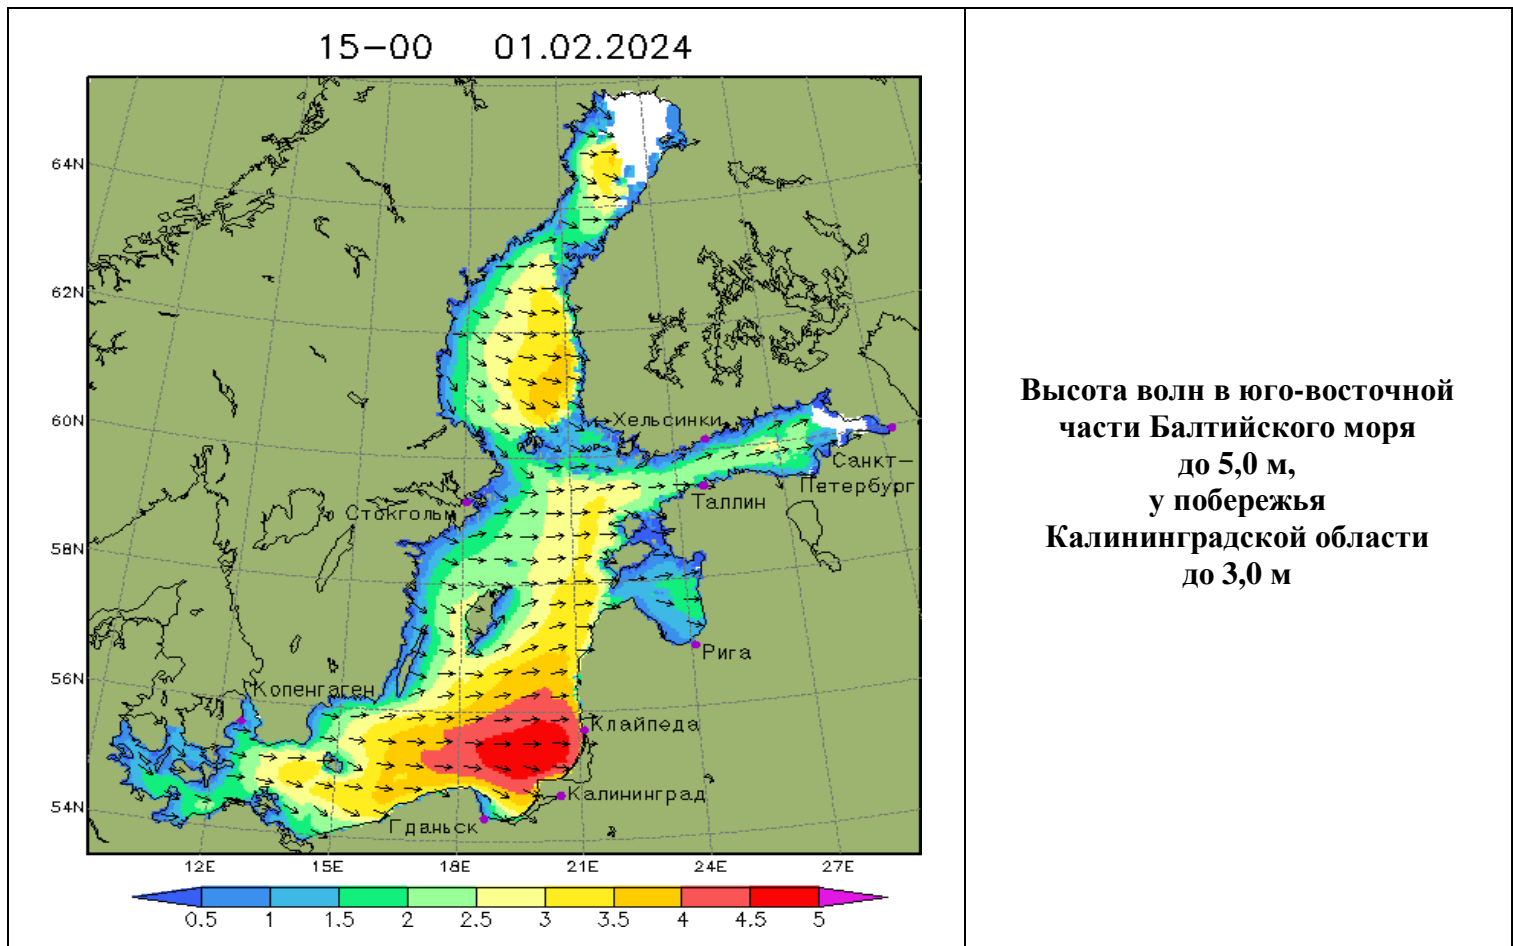 15-00 01.02.2024
64N
62N
60N
58N
56N
54N
Хельсинки
Санкт-
Петербург
Таллин
Стокгольм
Рига
Копенгаген
Клайпеда
Калининград
Гданьск
12E 15E 18E 21E 24E 27E
0.5 1 1.5 2 2.5 3 3.5 4 4.5 5
Высота волн в юго-восточной
части Балтийского моря
до 5,0 м,
у побережья
Калининградской области
до 3,0 м